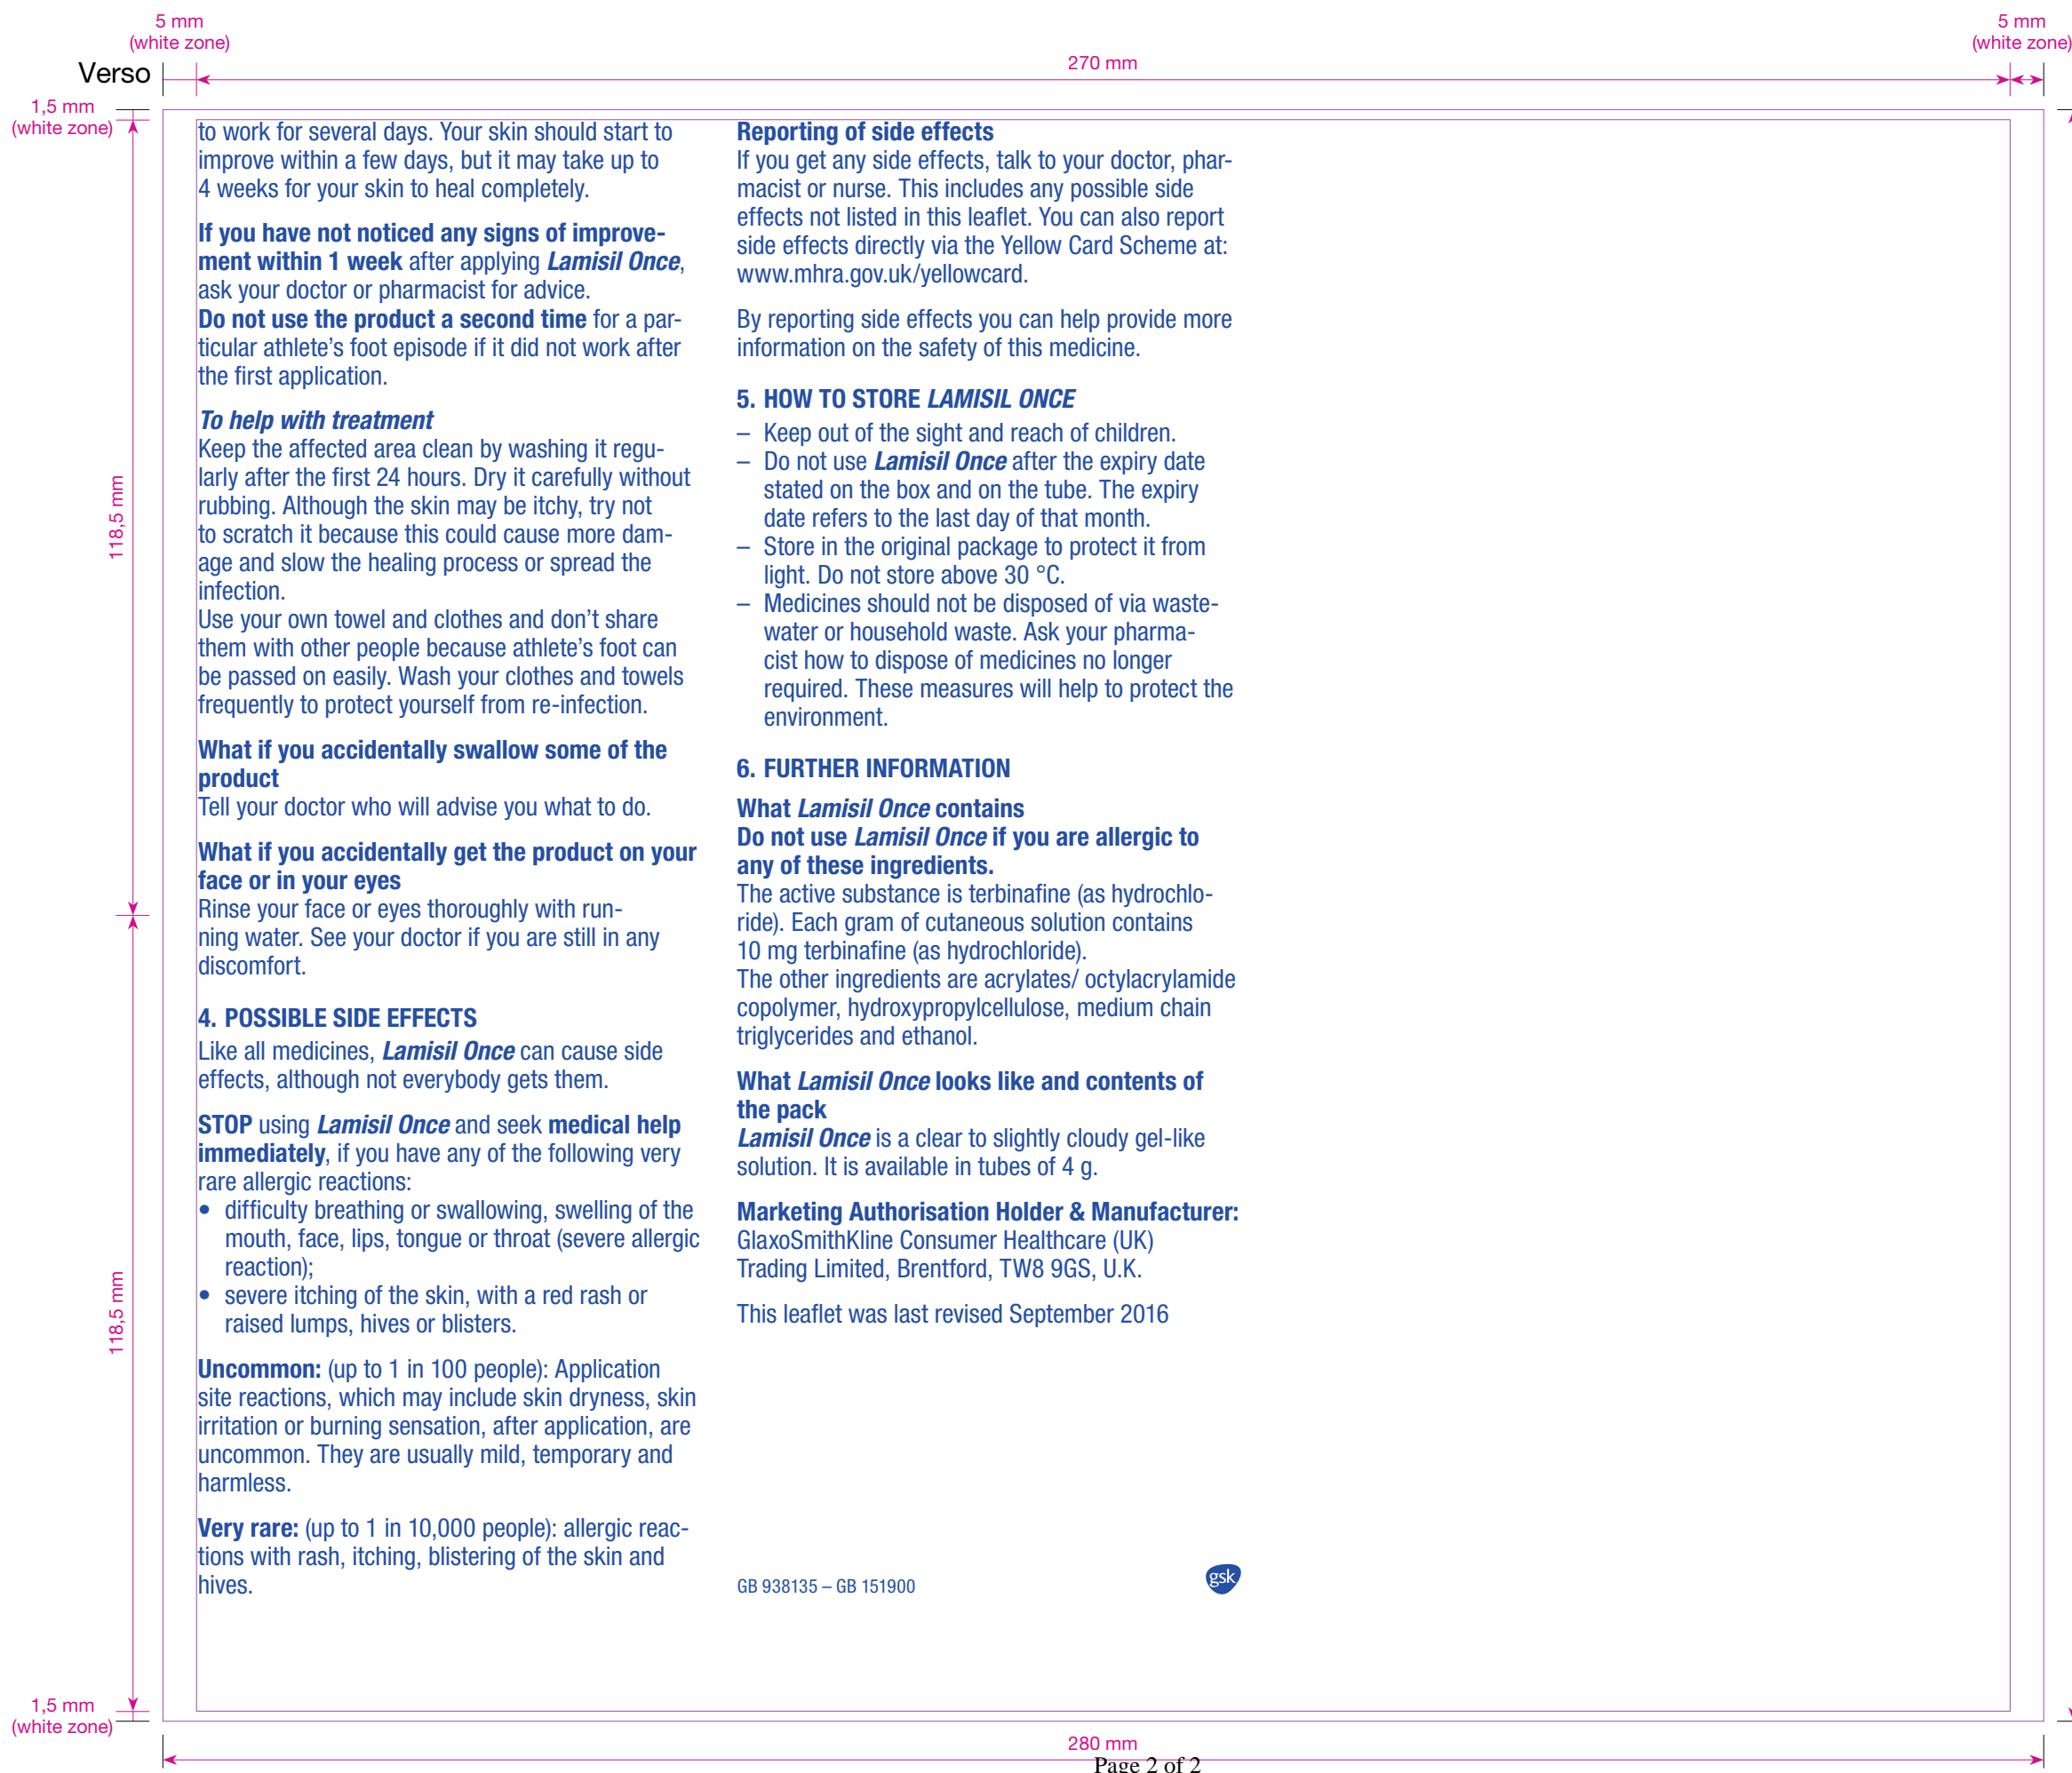 5 mm
(white zone)
5 mm
(white zone)
270 mm
Verso
1,5 mm
(white zone)
to work for several days. Your skin should start to
improve within a few days, but it may take up to
4 weeks for your skin to heal completely.
If you have not noticed any signs of improve-
ment within 1 week after applying Lamisil Once,
ask your doctor or pharmacist for advice.
Do not use the product a second time for a par-
ticular athlete’s foot episode if it did not work after
the first application.
To help with treatment
Keep the affected area clean by washing it regu-
larly after the first 24 hours. Dry it carefully without
rubbing. Although the skin may be itchy, try not
to scratch it because this could cause more dam-
age and slow the healing process or spread the
infection.
Use your own towel and clothes and don’t share
them with other people because athlete’s foot can
be passed on easily. Wash your clothes and towels
frequently to protect yourself from re-infection.
What if you accidentally swallow some of the
product
Tell your doctor who will advise you what to do.
What if you accidentally get the product on your
face or in your eyes
Rinse your face or eyes thoroughly with run-
ning water. See your doctor if you are still in any
discomfort.
4. POSSIBLE SIDE EFFECTS
Like all medicines, Lamisil Once can cause side
effects, although not everybody gets them.
STOP using Lamisil Once and seek medical help
immediately, if you have any of the following very
rare allergic reactions:
• difficulty breathing or swallowing, swelling of the
mouth, face, lips, tongue or throat (severe allergic
reaction);
• severe itching of the skin, with a red rash or
raised lumps, hives or blisters.
Uncommon: (up to 1 in 100 people): Application
site reactions, which may include skin dryness, skin
irritation or burning sensation, after application, are
uncommon. They are usually mild, temporary and
harmless.
Very rare: (up to 1 in 10,000 people): allergic reac-
tions with rash, itching, blistering of the skin and
hives.
Reporting of side effects
If you get any side effects, talk to your doctor, phar-
macist or nurse. This includes any possible side
effects not listed in this leaflet. You can also report
side effects directly via the Yellow Card Scheme at:
www.mhra.gov.uk/yellowcard.
By reporting side effects you can help provide more
information on the safety of this medicine.
5. HOW TO STORE LAMISIL ONCE
– Keep out of the sight and reach of children.
– Do not use Lamisil Once after the expiry date
stated on the box and on the tube. The expiry
date refers to the last day of that month.
– Store in the original package to protect it from
light. Do not store above 30 °C.
– Medicines should not be disposed of via waste-
water or household waste. Ask your pharma-
cist how to dispose of medicines no longer
required. These measures will help to protect the
environment.
6. FURTHER INFORMATION
What Lamisil Once contains
Do not use Lamisil Once if you are allergic to
any of these ingredients.
The active substance is terbinafine (as hydrochlo-
ride). Each gram of cutaneous solution contains
10 mg terbinafine (as hydrochloride).
The other ingredients are acrylates/ octylacrylamide
copolymer, hydroxypropylcellulose, medium chain
triglycerides and ethanol.
What Lamisil Once looks like and contents of
the pack
Lamisil Once is a clear to slightly cloudy gel-like
solution. It is available in tubes of 4 g.
Marketing Authorisation Holder & Manufacturer:
GlaxoSmithKline Consumer Healthcare (UK)
Trading Limited, Brentford, TW8 9GS, U.K.
This leaflet was last revised September 2016
GB 938135 – GB 151900
gsk
118,5 mm
118,5 mm
1,5 mm
(white zone)
280 mm
Page 2 of 2